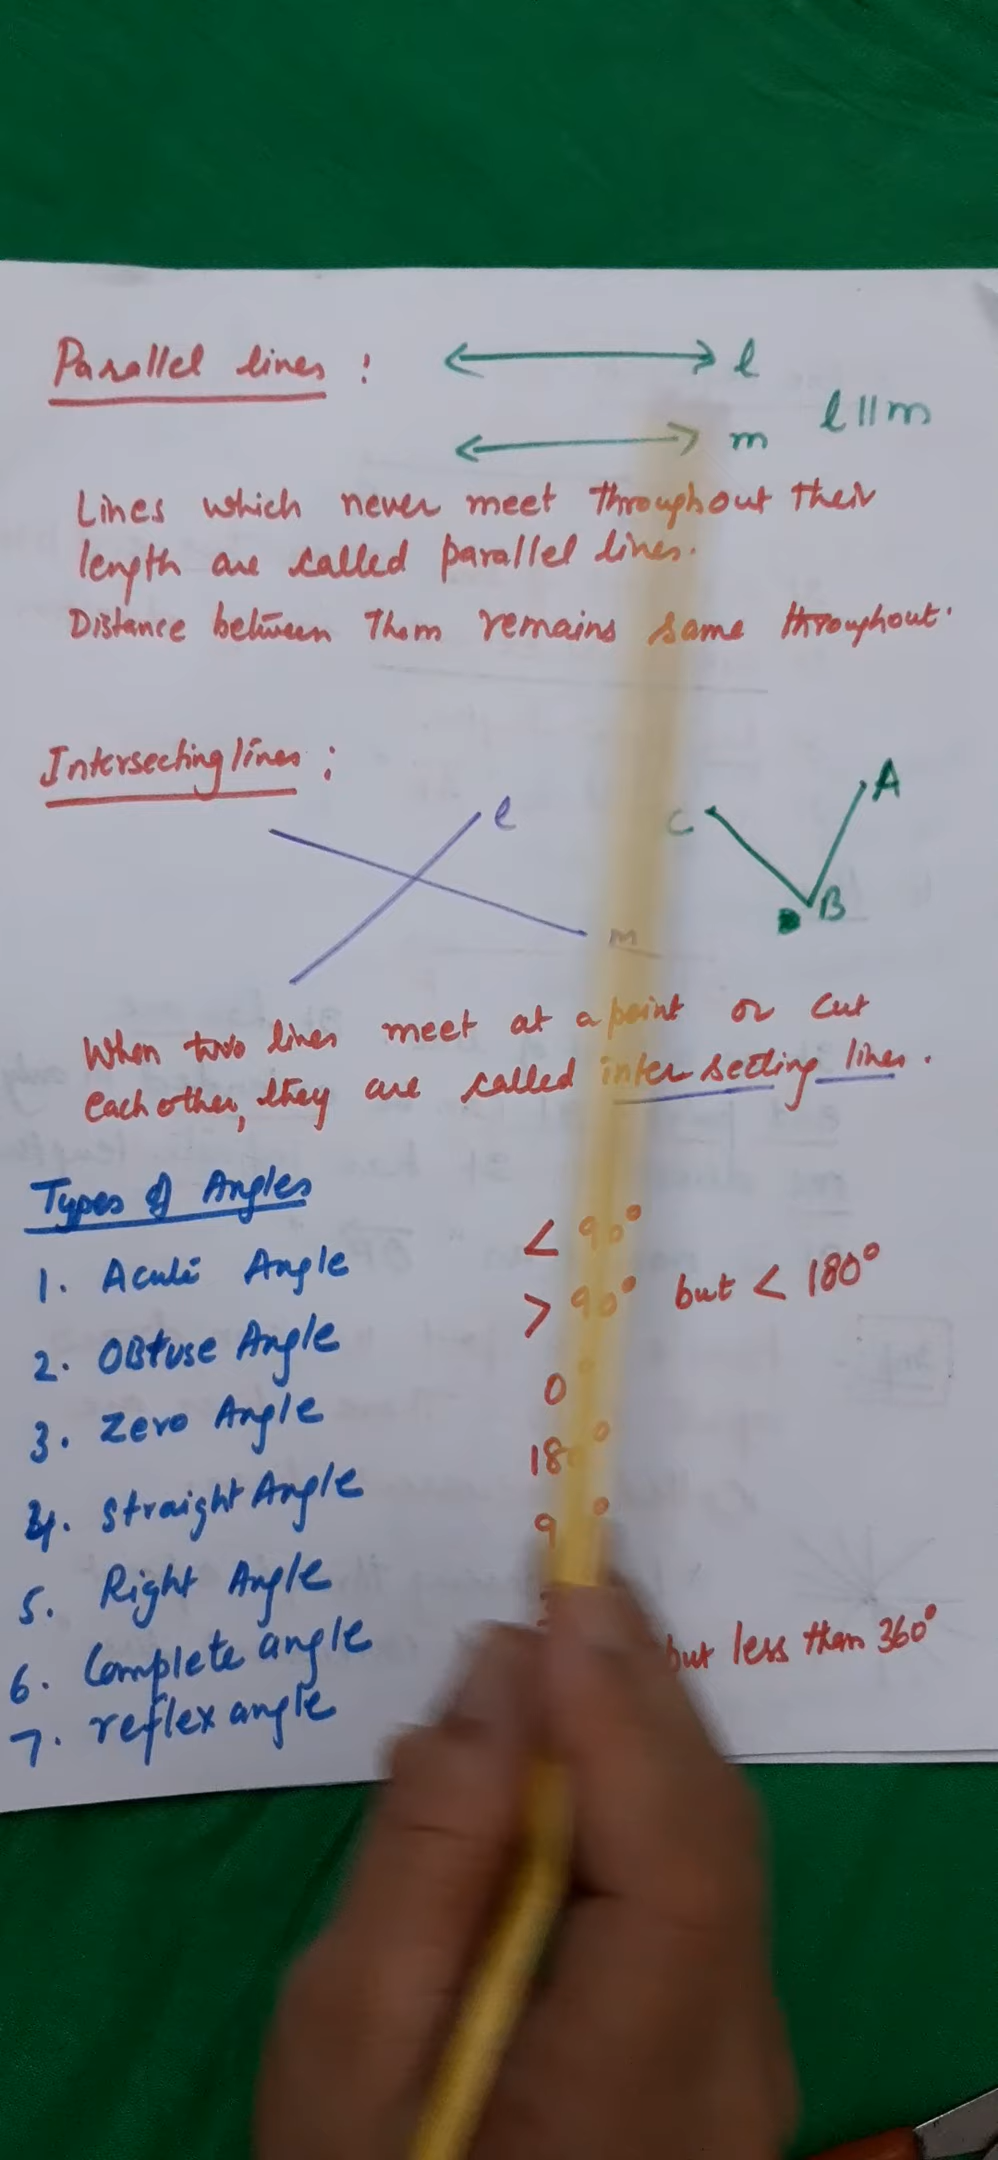 Parallel lines :
l
m
l || m
Lines which never meet throughout their
length are called parallel lines.
Distance between them remains same throughout.
Intersecting lines :
l
m
C
A
B
When two lines meet at a point or cut
each other, they are called intersecting lines.
Types of Angles
1. Acute Angle < 90°
2. Obtuse Angle > 90° but < 180°
3. Zero Angle 0°
4. Straight Angle 180°
5. Right Angle
6. Complete angle
7. reflex angle but less than 360°